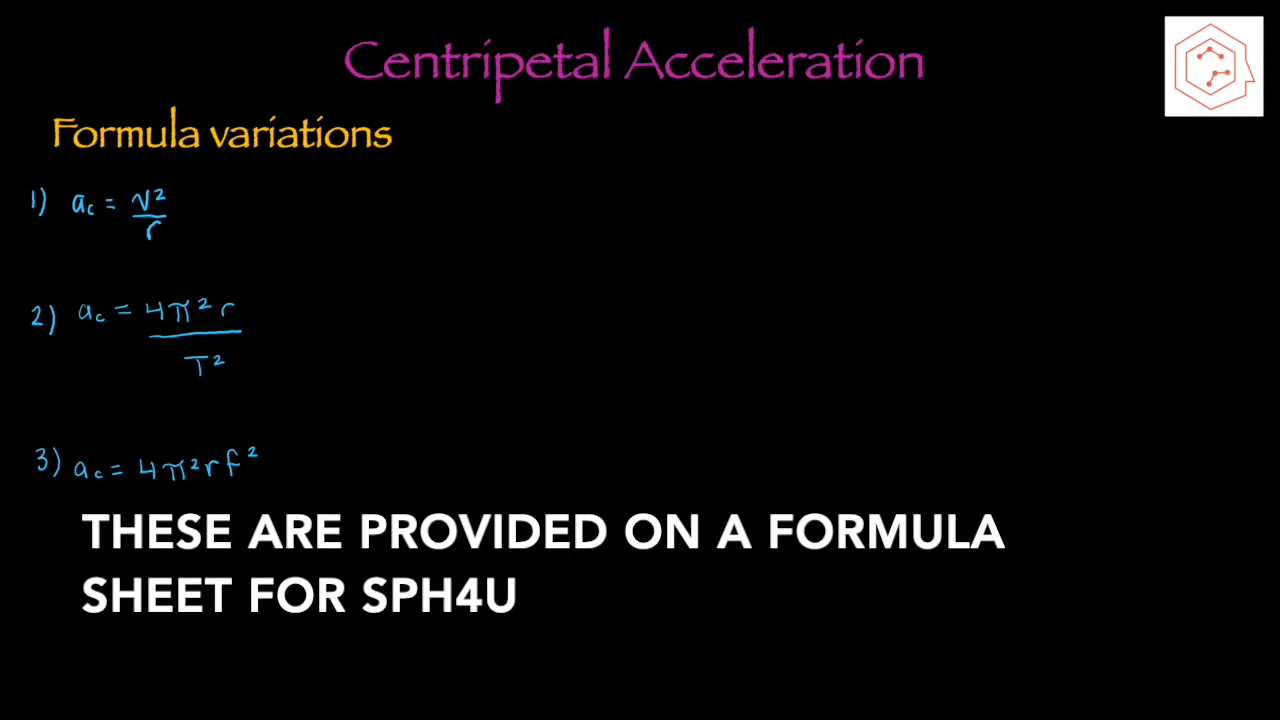 Centripetal Acceleration
Formula variations
1) ac = v²/r
2) ac = 4π²r/T²
3) ac = 4π²rf²
THESE ARE PROVIDED ON A FORMULA
SHEET FOR SPH4U